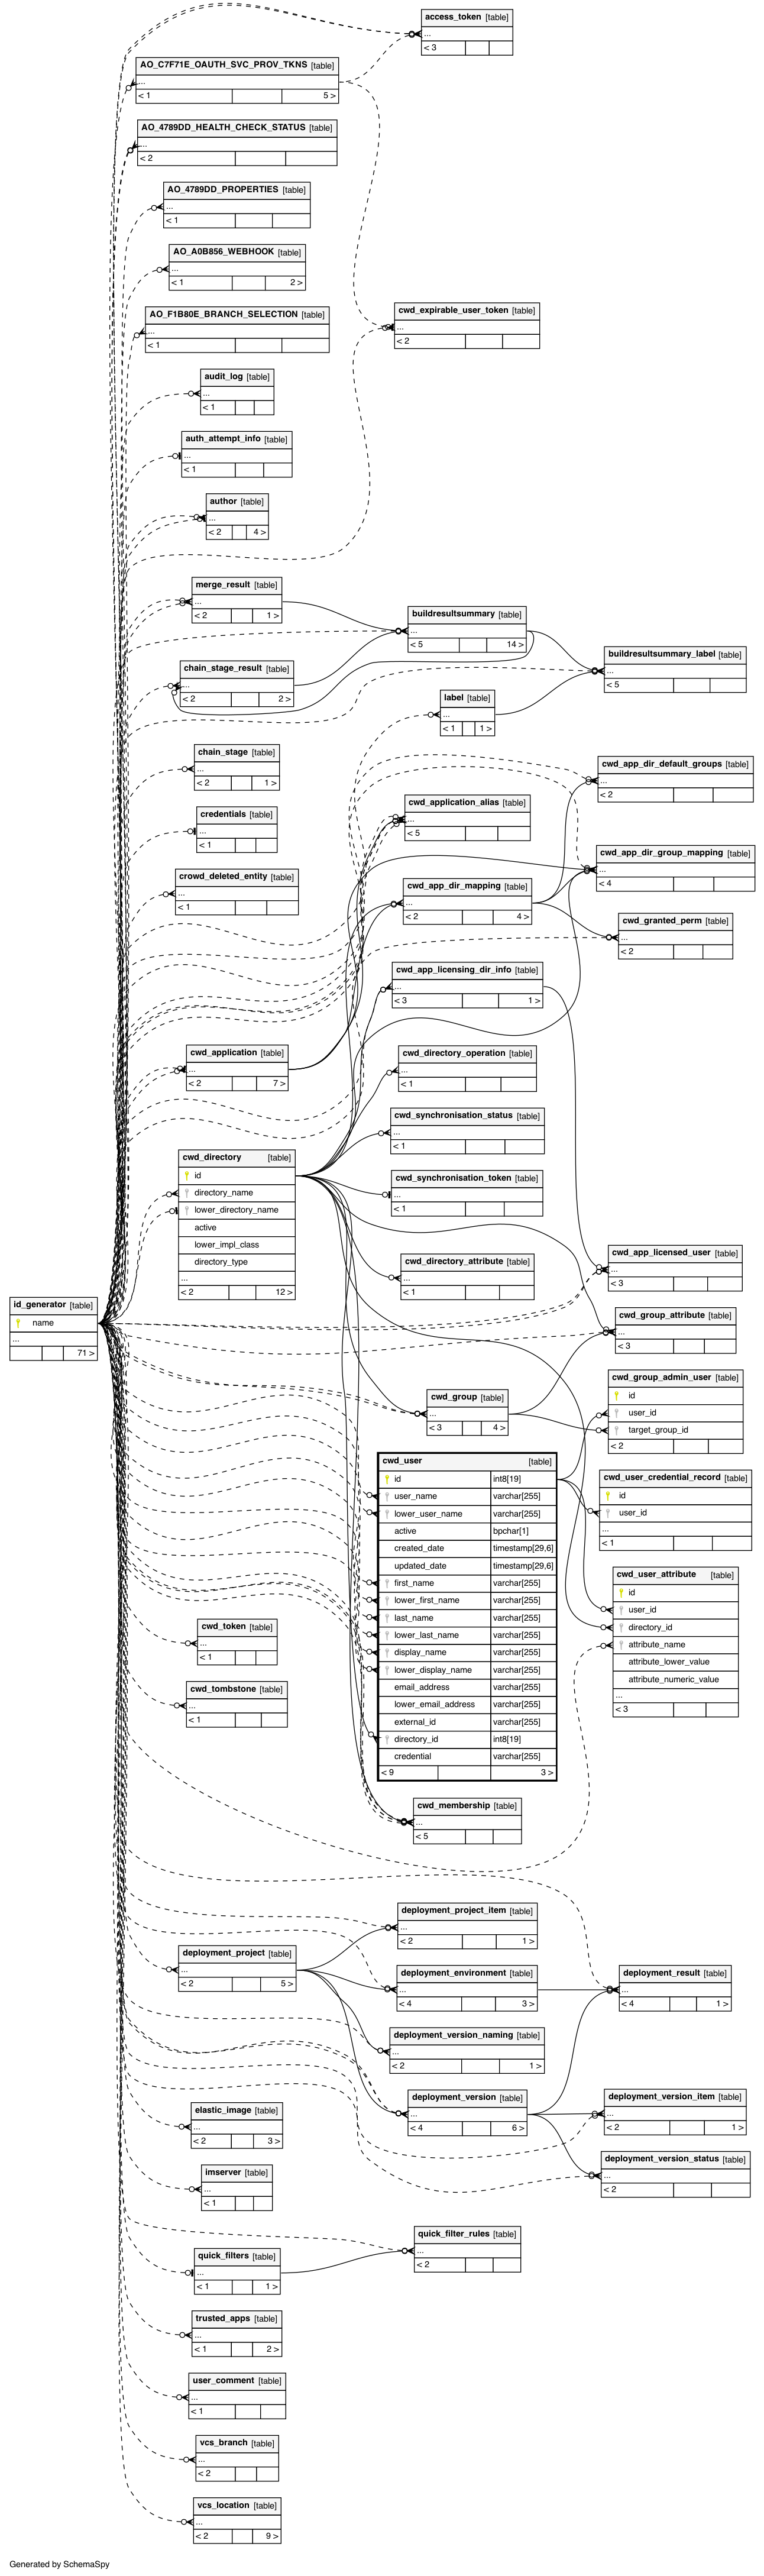 access_token [table]
...
< 3
AO_C7F71E_OAUTH_SVC_PROV_TKNS [table]
...
< 1 5 >
AO_4789DD_HEALTH_CHECK_STATUS [table]
...
< 2
AO_4789DD_PROPERTIES [table]
...
< 1
AO_A0B856_WEBHOOK [table]
...
< 1 2 >
AO_F1B80E_BRANCH_SELECTION [table]
...
< 1
cwd_expirable_user_token [table]
...
< 2
audit_log [table]
...
< 1
auth_attempt_info [table]
...
< 1
author [table]
...
< 2 4 >
merge_result [table]
...
< 2 1 >
buildresultsummary [table]
...
< 5 14 >
buildresultsummary_label [table]
...
< 5
chain_stage_result [table]
...
< 2 2 >
label [table]
...
< 1 1 >
chain_stage [table]
...
< 2 1 >
cwd_app_dir_default_groups [table]
...
< 2
cwd_application_alias [table]
...
< 5
credentials [table]
...
< 1
cwd_app_dir_group_mapping [table]
...
< 4
crowd_deleted_entity [table]
...
< 1
cwd_app_dir_mapping [table]
...
< 2 4 >
cwd_granted_perm [table]
...
< 2
cwd_app_licensing_dir_info [table]
...
< 3 1 >
cwd_application [table]
...
< 2 7 >
cwd_directory_operation [table]
...
< 1
cwd_synchronisation_status [table]
...
< 1
cwd_directory [table]
id
directory_name
lower_directory_name
active
lower_impl_class
directory_type
...
< 2 12 >
cwd_synchronisation_token [table]
...
< 1
cwd_directory_attribute [table]
...
< 1
cwd_app_licensed_user [table]
...
< 3
id_generator [table]
name
...
71 >
cwd_group_attribute [table]
...
< 3
cwd_group [table]
...
< 3 4 >
cwd_group_admin_user [table]
id
user_id
target_group_id
< 2
cwd_user [table]
id int8[19]
user_name varchar[255]
lower_user_name varchar[255]
active bpchar[1]
created_date timestamp[29,6]
updated_date timestamp[29,6]
first_name varchar[255]
lower_first_name varchar[255]
last_name varchar[255]
lower_last_name varchar[255]
display_name varchar[255]
lower_display_name varchar[255]
email_address varchar[255]
lower_email_address varchar[255]
external_id varchar[255]
directory_id int8[19]
credential varchar[255]
< 9 3 >
cwd_user_credential_record [table]
id
user_id
...
< 1
cwd_user_attribute [table]
id
user_id
directory_id
attribute_name
attribute_lower_value
attribute_numeric_value
...
< 3
cwd_token [table]
...
< 1
cwd_tombstone [table]
...
< 1
cwd_membership [table]
...
< 5
deployment_project_item [table]
...
< 2 1 >
deployment_project [table]
...
< 2 5 >
deployment_environment [table]
...
< 4 3 >
deployment_result [table]
...
< 4 1 >
deployment_version_naming [table]
...
< 2 1 >
deployment_version [table]
...
< 4 6 >
deployment_version_item [table]
...
< 2 1 >
elastic_image [table]
...
< 2 3 >
deployment_version_status [table]
...
< 2
imserver [table]
...
< 1
quick_filter_rules [table]
...
< 2
quick_filters [table]
...
< 1 1 >
trusted_apps [table]
...
< 1 2 >
user_comment [table]
...
< 1
vcs_branch [table]
...
< 2
vcs_location [table]
...
< 2 9 >
Generated by SchemaSpy